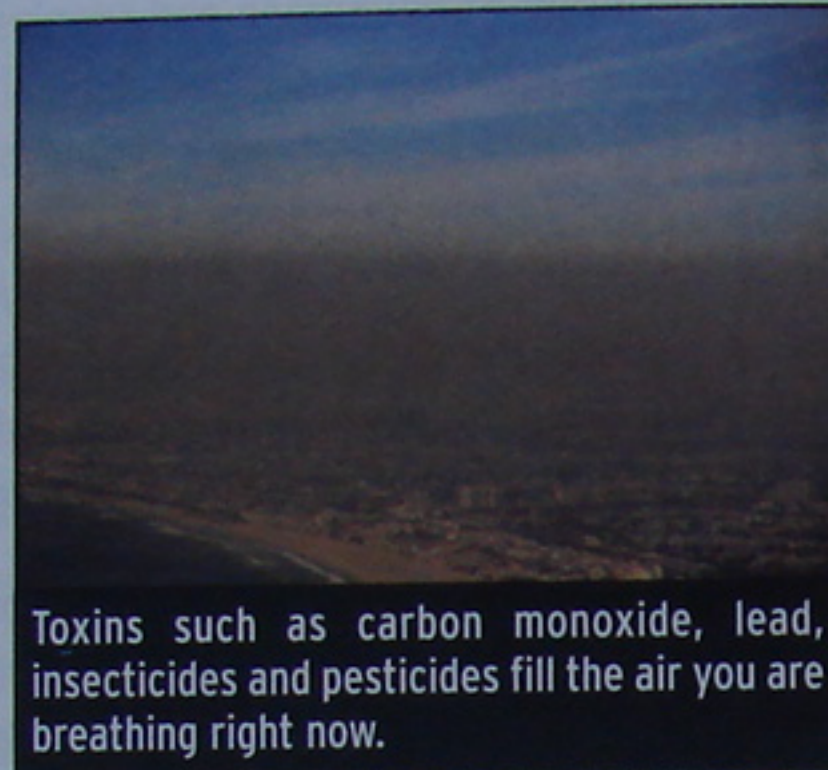 Toxins such as carbon monoxide, lead,
insecticides and pesticides fill the air you are
breathing right now.